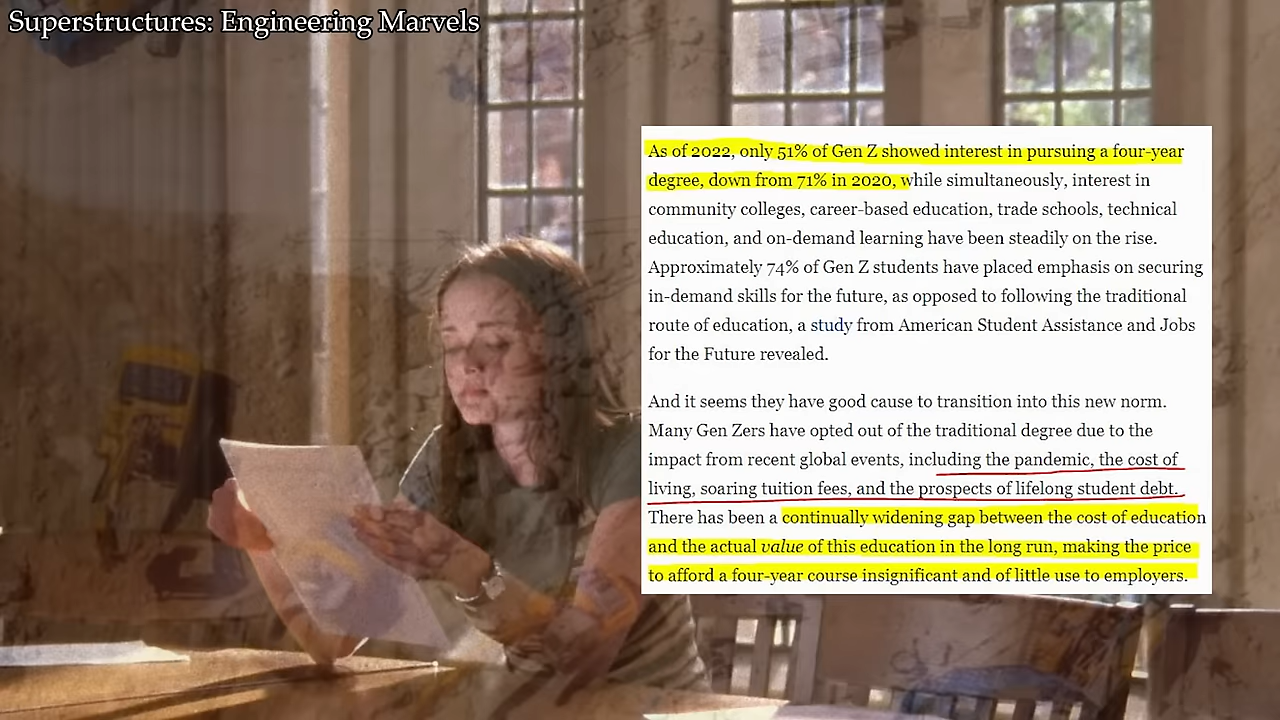 Superstructures: Engineering Marvels
As of 2022, only 51% of Gen Z showed interest in pursuing a four-year
degree, down from 71% in 2020, while simultaneously, interest in
community colleges, career-based education, trade schools, technical
education, and on-demand learning have been steadily on the rise.
Approximately 74% of Gen Z students have placed emphasis on securing
in-demand skills for the future, as opposed to following the traditional
route of education, a study from American Student Assistance and Jobs
for the Future revealed.
And it seems they have good cause to transition into this new norm.
Many Gen Zers have opted out of the traditional degree due to the
impact from recent global events, including the pandemic, the cost of
living, soaring tuition fees, and the prospects of lifelong student debt.
There has been a continually widening gap between the cost of education
and the actual value of this education in the long run, making the price
to afford a four-year course insignificant and of little use to employers.